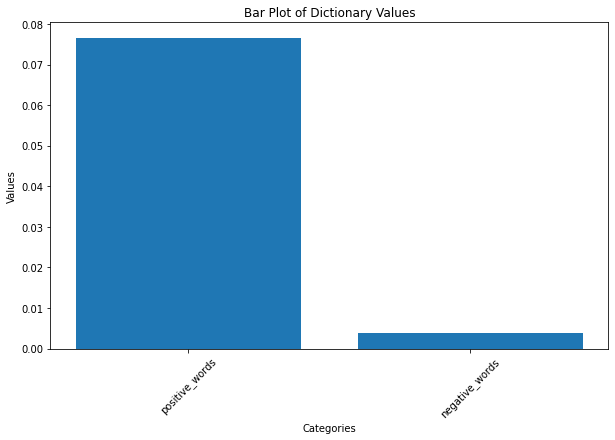 Bar Plot of Dictionary Values
0.08
0.07
0.06
0.05
0.04
0.03
0.02
0.01
0.00
Values
positive_words
negative_words
Categories